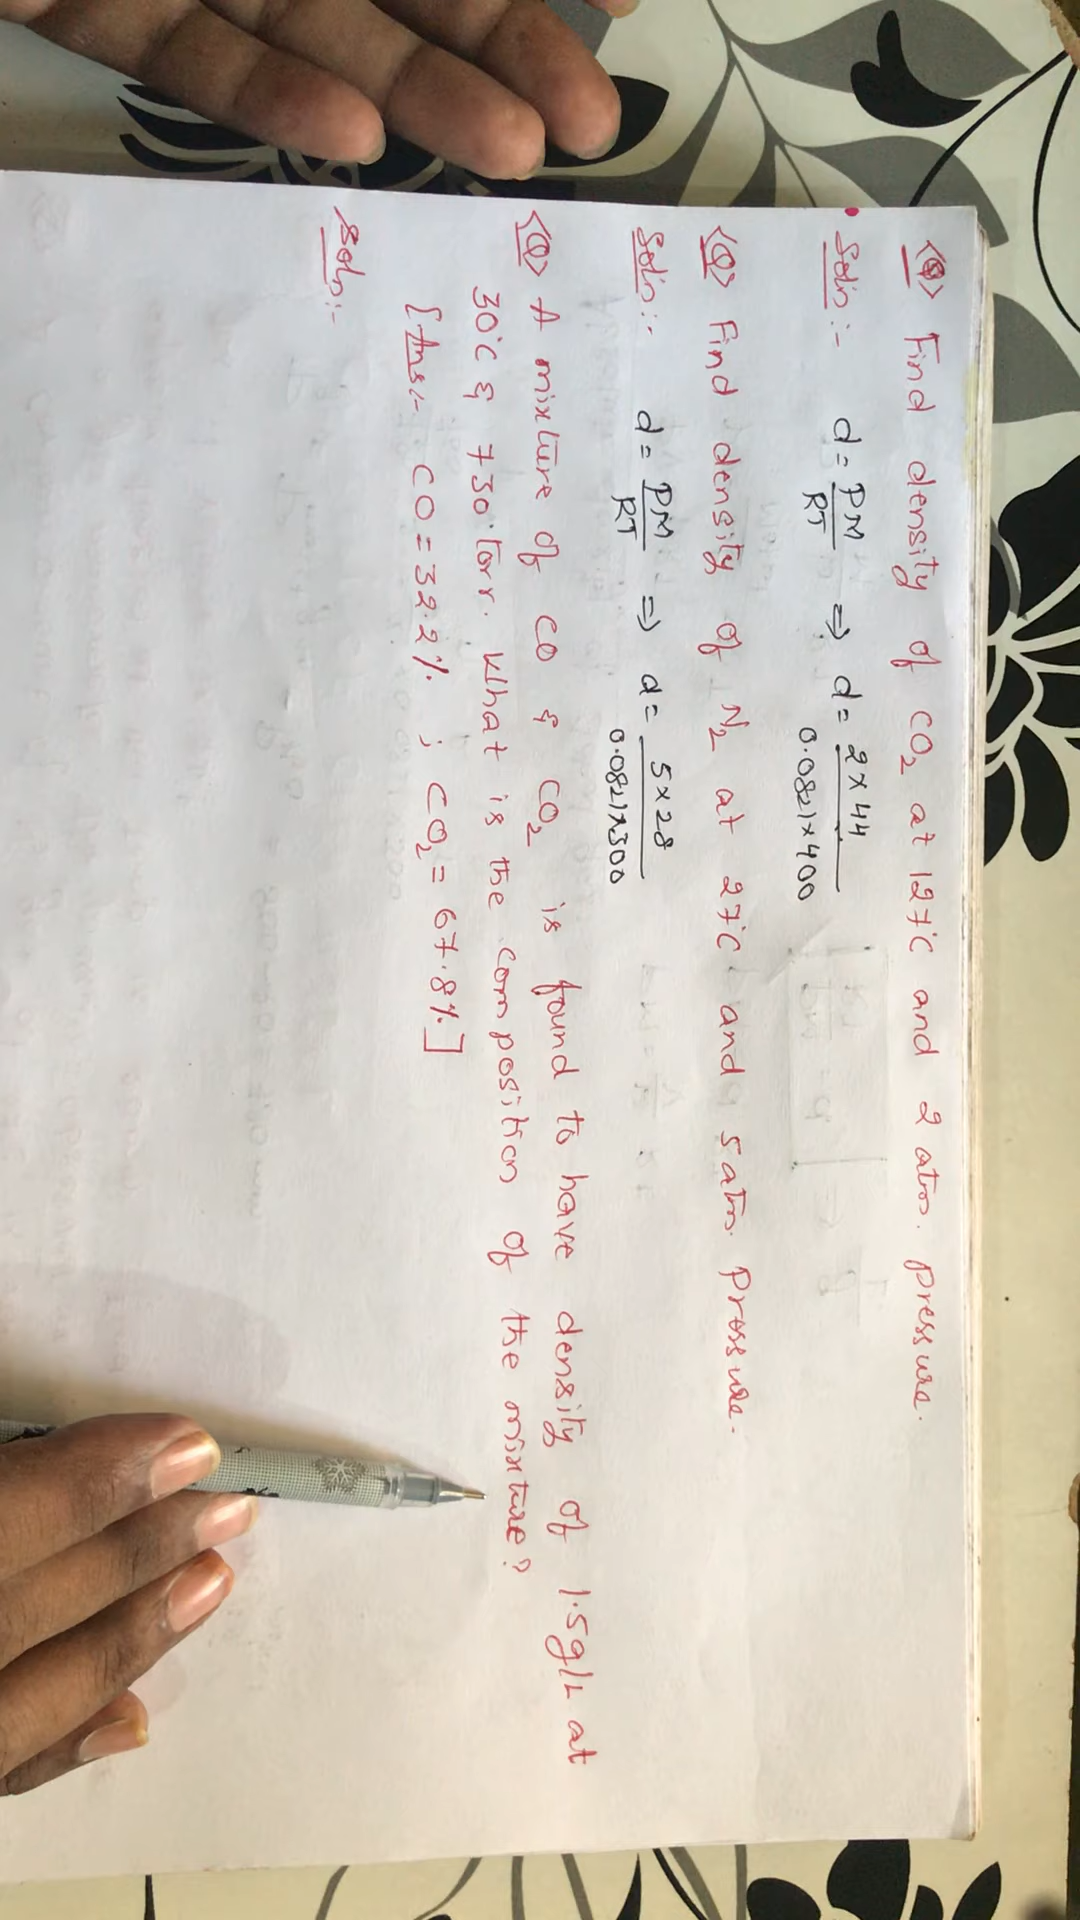 <Q> Find density of CO₂ at 127°C and 2 atm. pressure.
Soln:- d = PM/RT ⇒ d = 2×44/0.0821×400
<Q> Find density of N₂ at 27°C and 5 atm. Pressure.
Soln:- d = PM/RT ⇒ d = 5×28/0.0821×300
<Q> A mixture of CO & CO₂ is found to have density of 1.5g/L at
30°C & 730 torr. What is the composition of the mixture?
[Ans:- CO = 32.2% ; CO₂ = 67.8%]
Soln:-